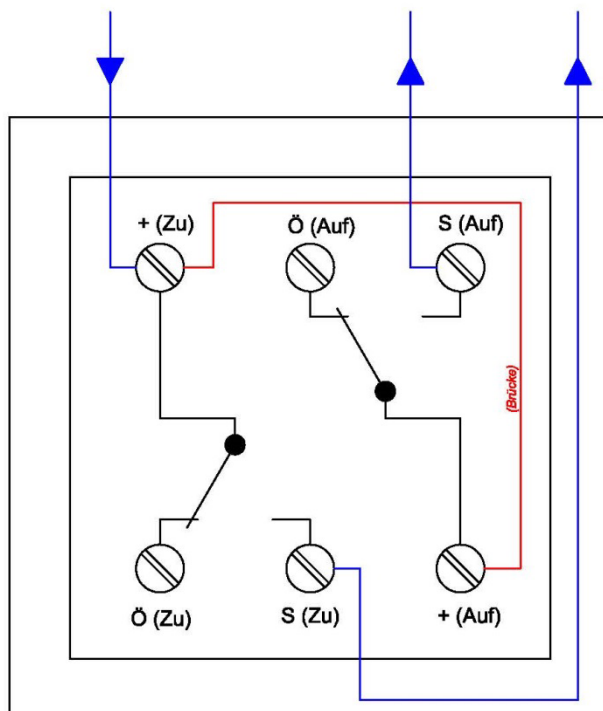 + (Zu)
Ö (Auf)
S (Auf)
(Brücke)
Ö (Zu)
S (Zu)
+ (Auf)